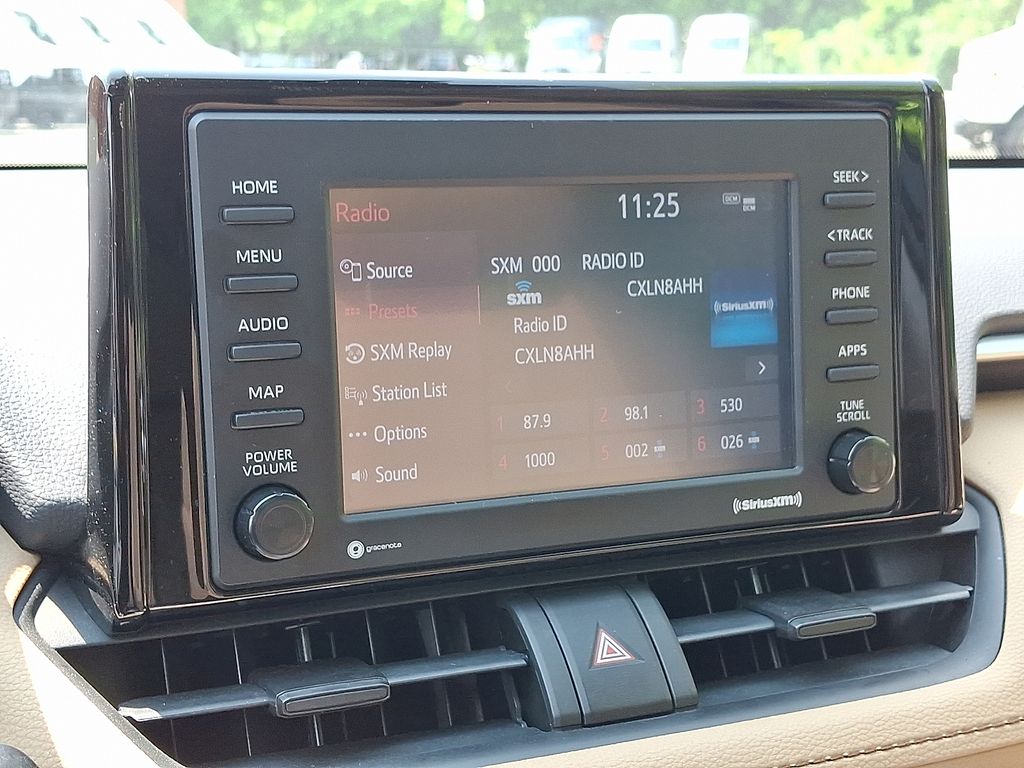 HOME
MENU
AUDIO
MAP
POWER
VOLUME
Radio
11:25
DCM
DCM
Source
Presets
SXM Replay
Station List
Options
Sound
SXM 000 RADIO ID
CXLN8AHH
sxm
SiriusXM
Radio ID
CXLN8AHH
1 87.9
2 98.1
3 530
4 1000
5 002
6 026
SEEK >
< TRACK
PHONE
APPS
TUNE
SCROLL
gracenote
SiriusXM